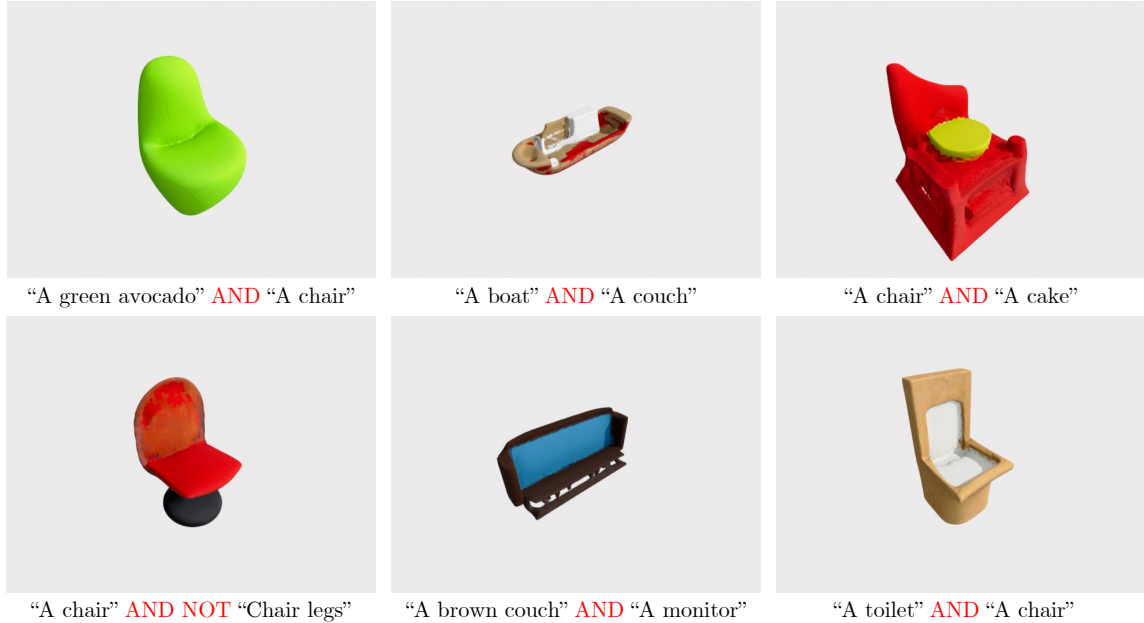 “A green avocado” AND “A chair”
“A boat” AND “A couch”
“A chair” AND “A cake”
“A chair” AND NOT “Chair legs”
“A brown couch” AND “A monitor”
“A toilet” AND “A chair”